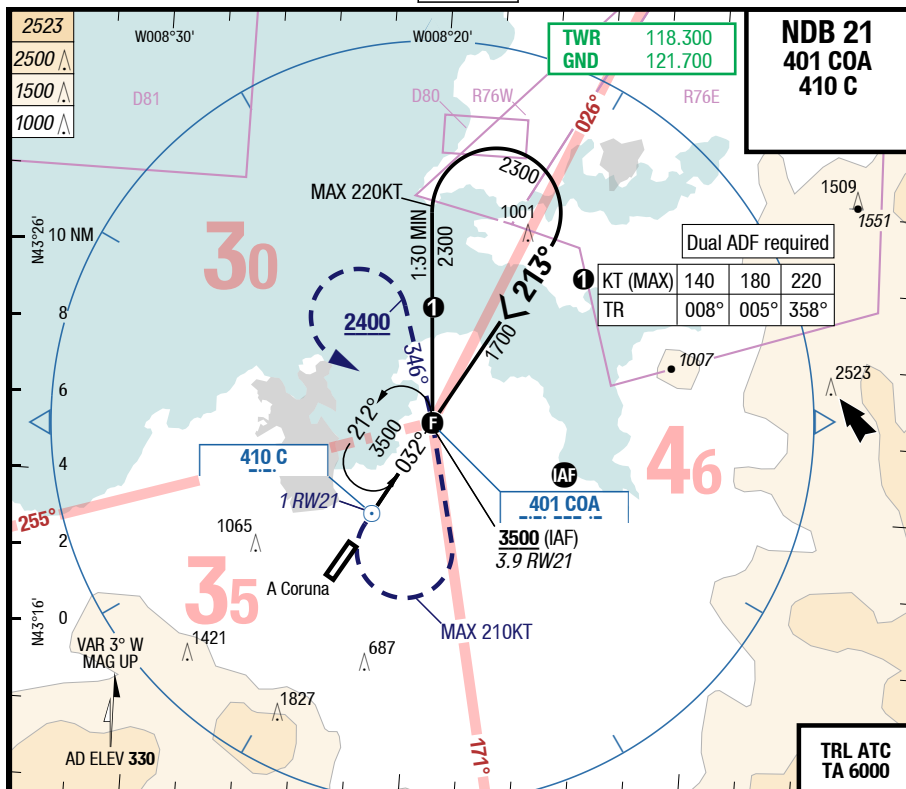 2523
2500
1500
1000
W008°30'
W008°20'
TWR 118.300
GND 121.700
NDB 21
401 COA
410 C
D81
D80
R76W
R76E
026°
2300
MAX 220KT
1001
1509
1551
N43°26'
10 NM
30
1:30 MIN
2300
213°
Dual ADF required
1
KT (MAX) 140 180 220
TR 008° 005° 358°
8
1
2400
1700
346°
1007
2523
6
F
212°
3500
032°
4
410 C
IAF
46
401 COA
1 RW21
255°
3500 (IAF)
3.9 RW21
1065
2
35
A Coruna
N43°16'
0
MAX 210KT
VAR 3° W
MAG UP
1421
687
1827
171°
AD ELEV 330
TRL ATC
TA 6000